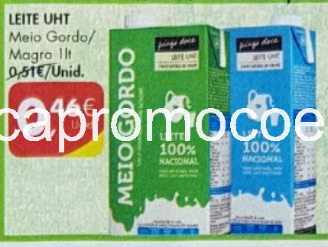 LEITE UHT
Meio Gordo/
Magro 1lt
0,51€/Unid.
0,46€
capromocoe
pingo doce
LEITE UHT
MEIO GORDO
LEITE
100%
NACIONAL
pingo doce
LEITE UHT
LEITE
100%
NACIONAL